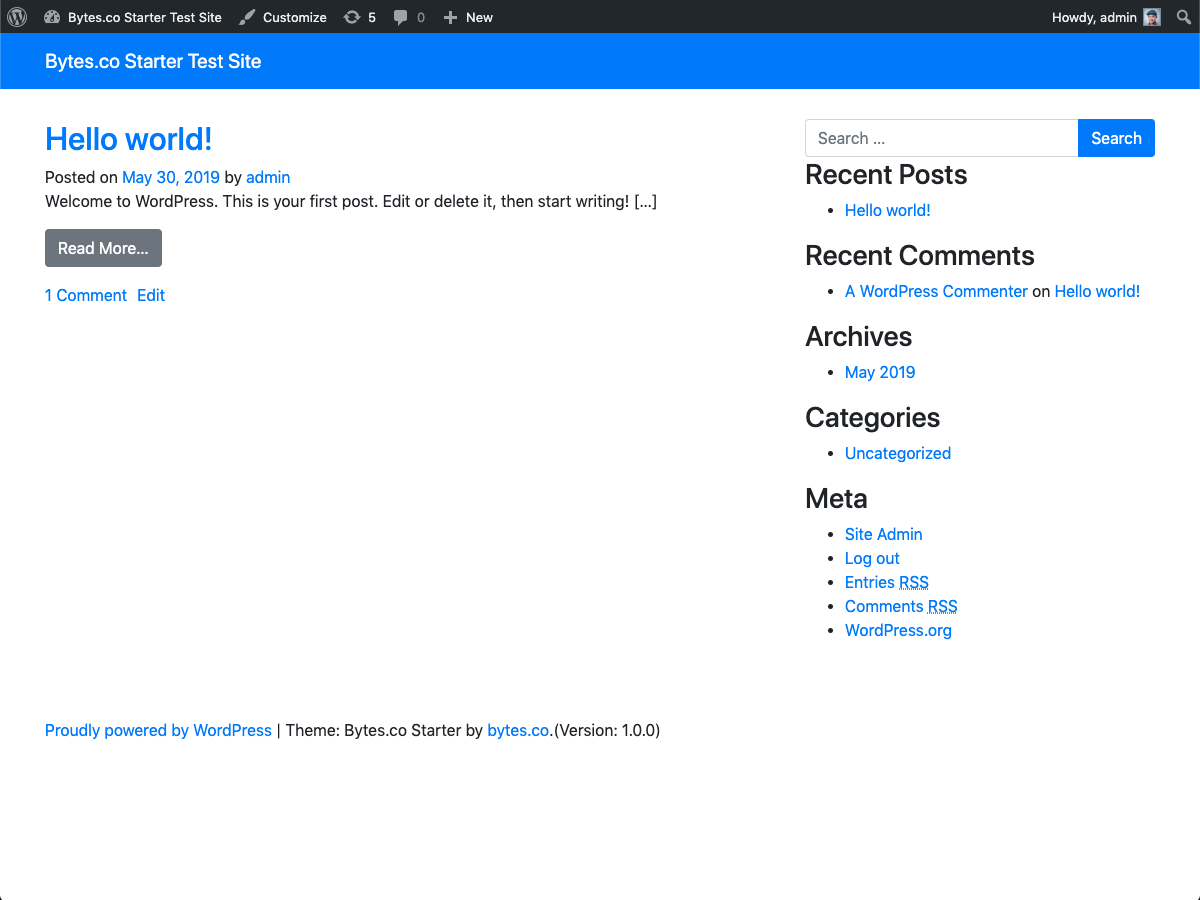 Bytes.co Starter Test Site Customize 5 0 New Howdy, admin
Bytes.co Starter Test Site
Hello world!
Posted on May 30, 2019 by admin
Welcome to WordPress. This is your first post. Edit or delete it, then start writing! [...]
Read More...
1 Comment Edit
Search ... Search
Recent Posts
Hello world!
Recent Comments
A WordPress Commenter on Hello world!
Archives
May 2019
Categories
Uncategorized
Meta
Site Admin
Log out
Entries RSS
Comments RSS
WordPress.org
Proudly powered by WordPress | Theme: Bytes.co Starter by bytes.co.(Version: 1.0.0)